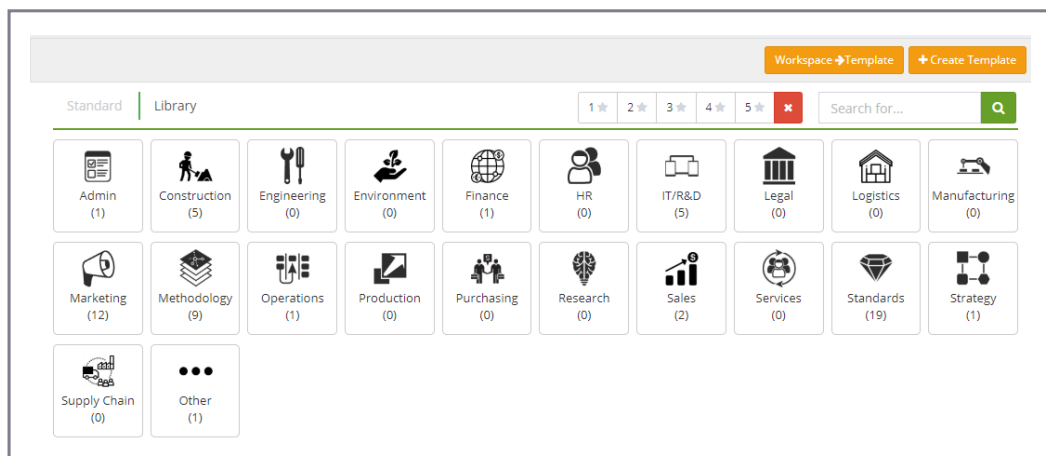 Workspace➔Template +Create Template
Standard Library 1★ 2★ 3★ 4★ 5★ ✖ Search for...
Admin Construction Engineering Environment Finance HR IT/R&D Legal Logistics Manufacturing
(1) (5) (0) (0) (1) (0) (5) (0) (0) (0)
Marketing Methodology Operations Production Purchasing Research Sales Services Standards Strategy
(12) (9) (1) (0) (0) (0) (2) (0) (19) (1)
Supply Chain Other
(0) (1)